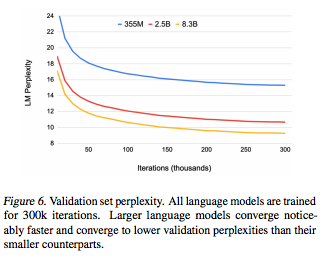 24
355M 2.5B 8.3B
22
20
18
16
14
12
10
8
LM Perplexity
50 100 150 200 250 300
Iterations (thousands)
Figure 6. Validation set perplexity. All language models are trained
for 300k iterations. Larger language models converge notice-
ably faster and converge to lower validation perplexities than their
smaller counterparts.